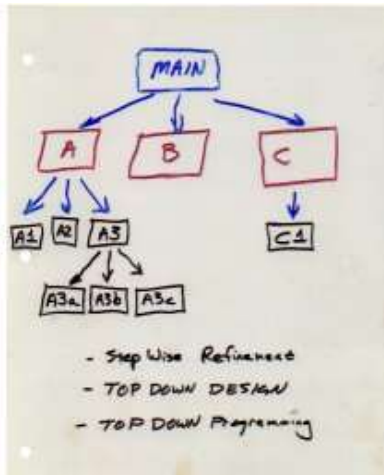 MAIN
A B C
A1 A2 A3 C1
A3a A3b A3c
- Step Wise Refinement
- TOP DOWN DESIGN
- TOP DOWN Programming